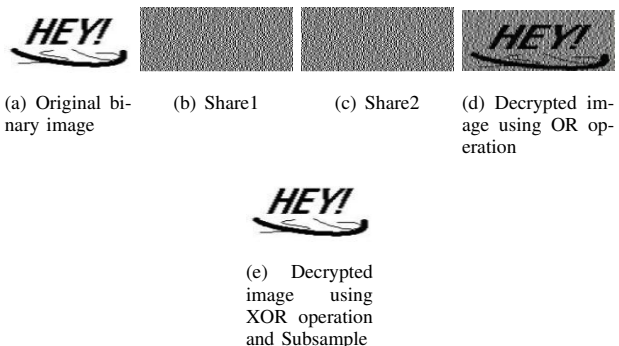 HEY!
HEY!
(a) Original bi-
nary image
(b) Share1
(c) Share2
(d) Decrypted im-
age using OR op-
eration
HEY!
(e) Decrypted
image using
XOR operation
and Subsample